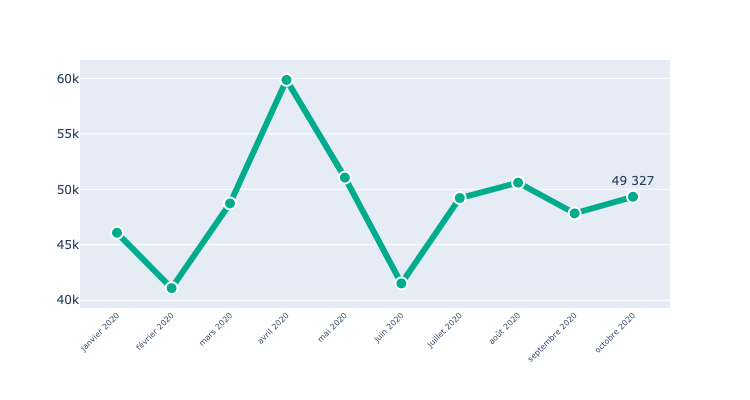 60k
55k
50k
45k
40k
49 327
janvier 2020
février 2020
mars 2020
avril 2020
mai 2020
juin 2020
juillet 2020
août 2020
septembre 2020
octobre 2020